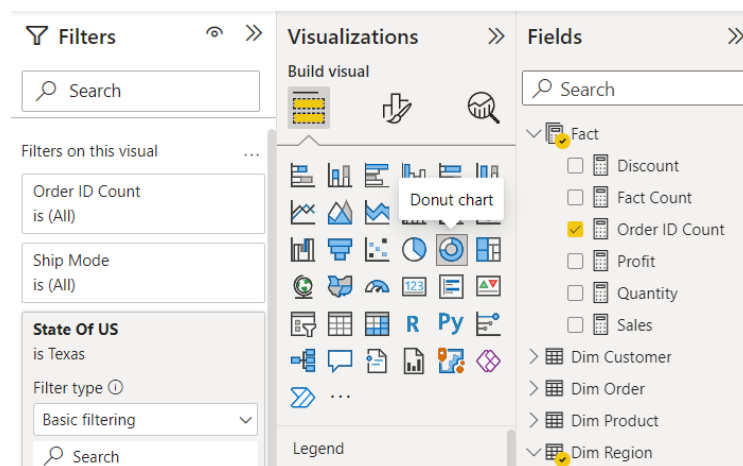 Filters
Search
Filters on this visual
...
Order ID Count
is (All)
Ship Mode
is (All)
State Of US
is Texas
Filter type
Basic filtering
Search
Visualizations
Build visual
Donut chart
123
R
Py
...
Legend
Fields
Search
Fact
Discount
Fact Count
Order ID Count
Profit
Quantity
Sales
Dim Customer
Dim Order
Dim Product
Dim Region